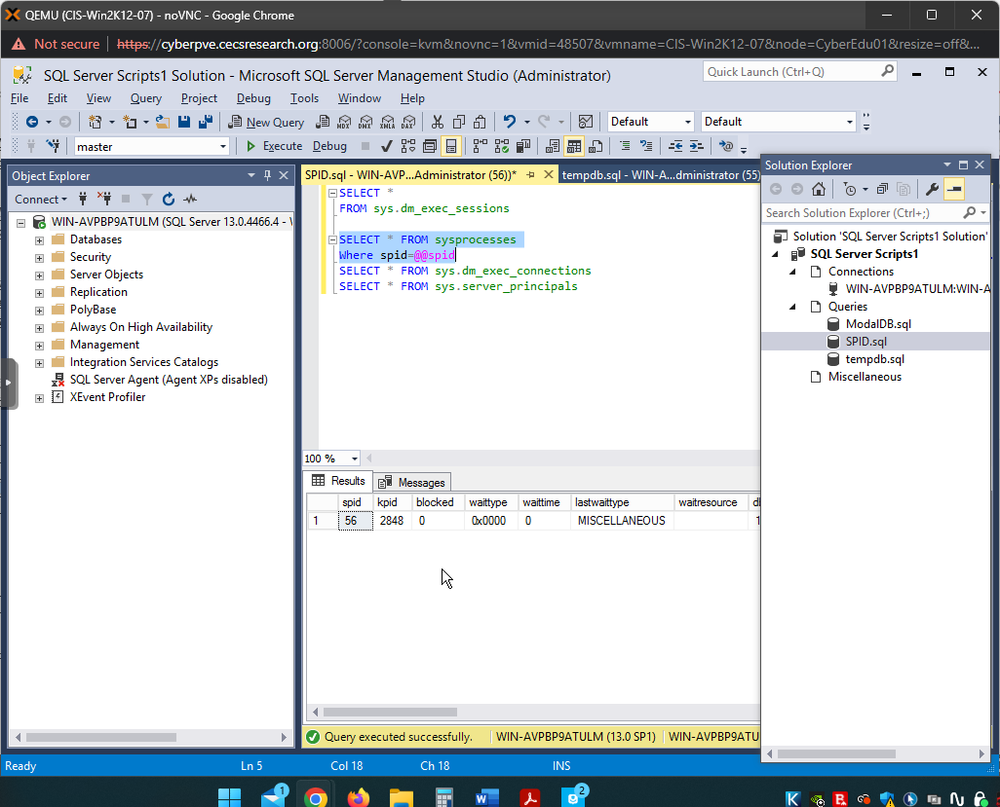 QEMU (CIS-Win2K12-07) - noVNC - Google Chrome
Not secure https://cyberpve.cecsresearch.org:8006/?console=kvm&novnc=1&vmid=48507&vmname=CIS-Win2K12-07&node=CyberEdu01&resize=off&...
SQL Server Scripts1 Solution - Microsoft SQL Server Management Studio (Administrator)
Quick Launch (Ctrl+Q)
File Edit View Query Project Debug Tools Window Help
New Query MDX DMX XMLA DAX Default Default
master Execute Debug
Object Explorer
Connect
WIN-AVPBP9ATULM (SQL Server 13.0.4466.4 - \
Databases
Security
Server Objects
Replication
PolyBase
Always On High Availability
Management
Integration Services Catalogs
SQL Server Agent (Agent XPs disabled)
XEvent Profiler
SPID.sql - WIN-AVP...Administrator (56))* tempdb.sql - WIN-A...dministrator (55)
SELECT *
FROM sys.dm_exec_sessions
SELECT * FROM sysprocesses
Where spid=@@spid
SELECT * FROM sys.dm_exec_connections
SELECT * FROM sys.server_principals
100 %
Results Messages
spid kpid blocked waittype waittime lastwaittype waitresource
1 56 2848 0 0x0000 0 MISCELLANEOUS 1
Query executed successfully. WIN-AVPBP9ATULM (13.0 SP1) WIN-AVPBP9ATU
Solution Explorer
Search Solution Explorer (Ctrl+;)
Solution 'SQL Server Scripts1 Solution'
SQL Server Scripts1
Connections
WIN-AVPBP9ATULM:WIN-A
Queries
ModalDB.sql
SPID.sql
tempdb.sql
Miscellaneous
Ready Ln 5 Col 18 Ch 18 INS
1 2